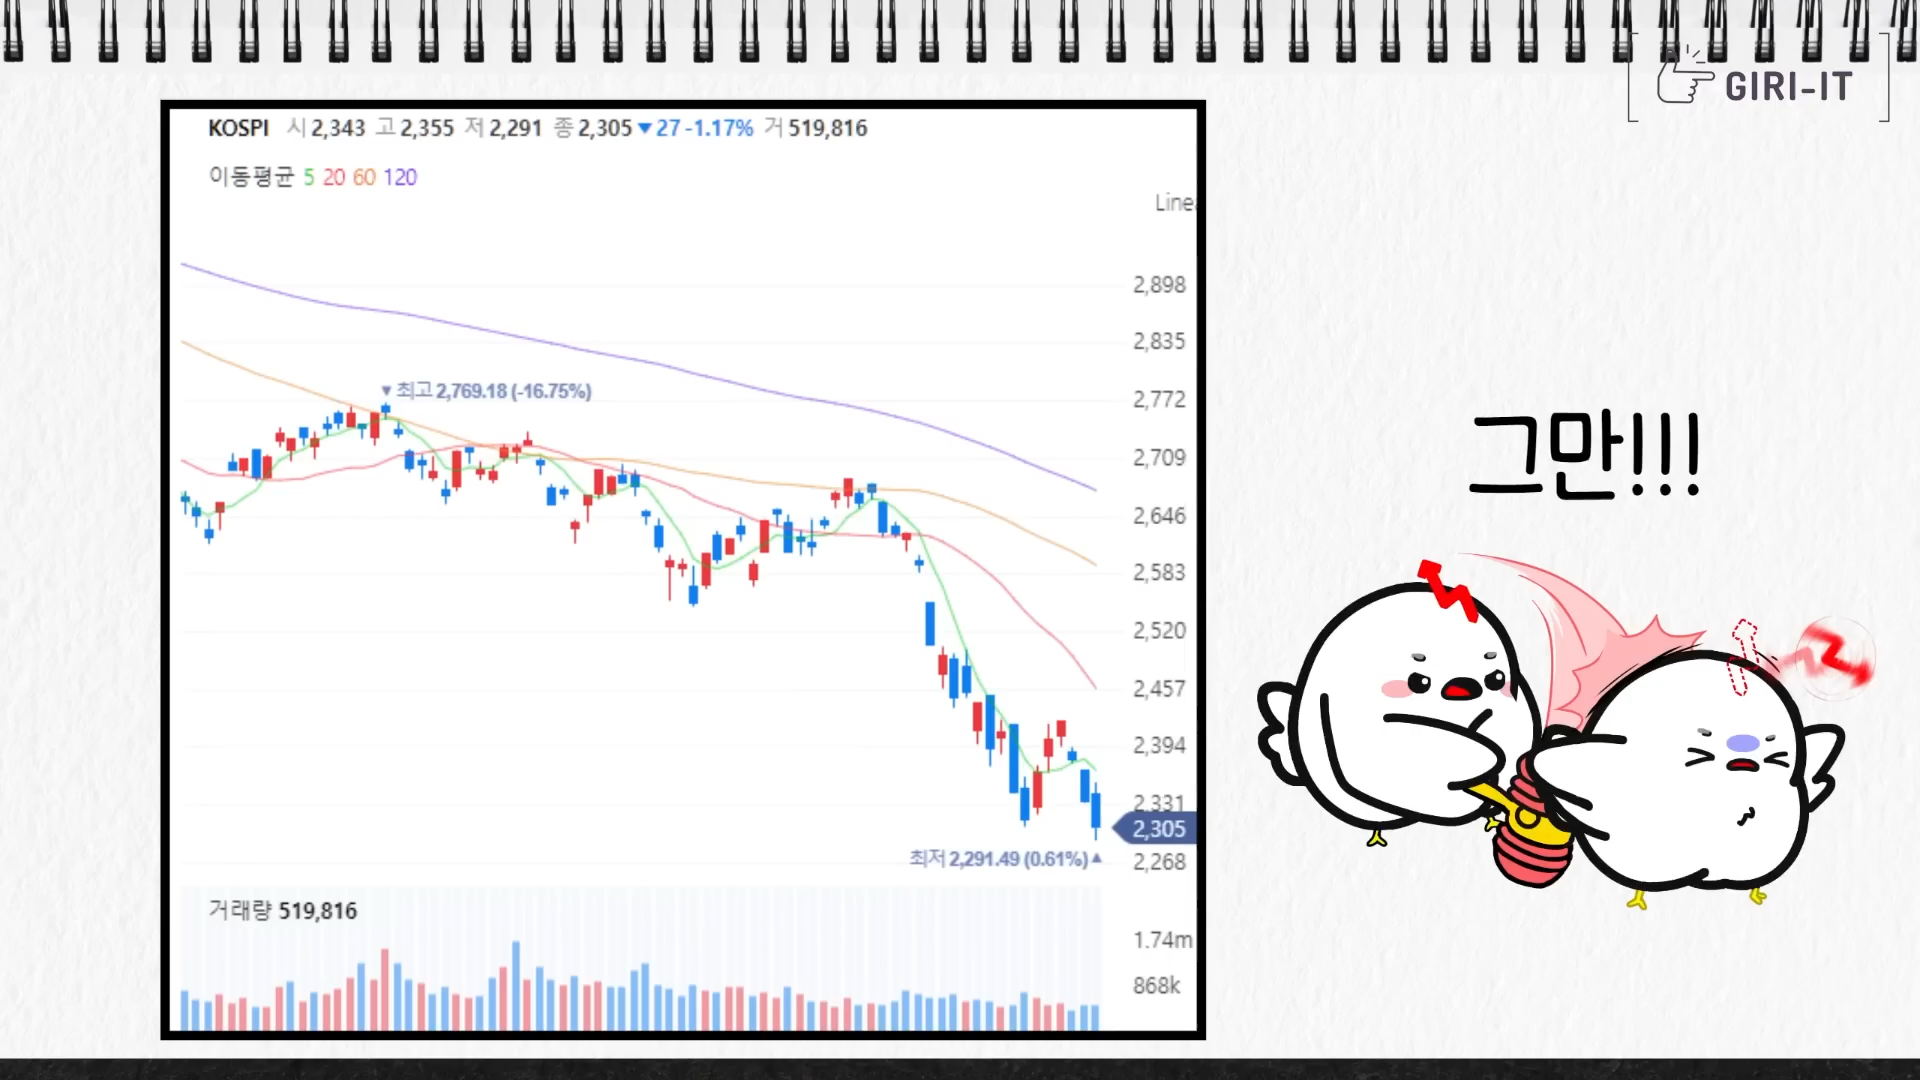 GIRI-IT
KOSPI 시 2,343 고 2,355 저 2,291 종 2,305 ▼ 27 -1.17% 거 519,816
이동평균 5 20 60 120
2,898
2,835
▼ 최고 2,769.18 (-16.75%)
2,772
2,709
2,646
2,583
2,520
2,457
2,394
2,331
2,305
최저 2,291.49 (0.61%) ▲
2,268
거래량 519,816
1.74m
868k
그만!!!